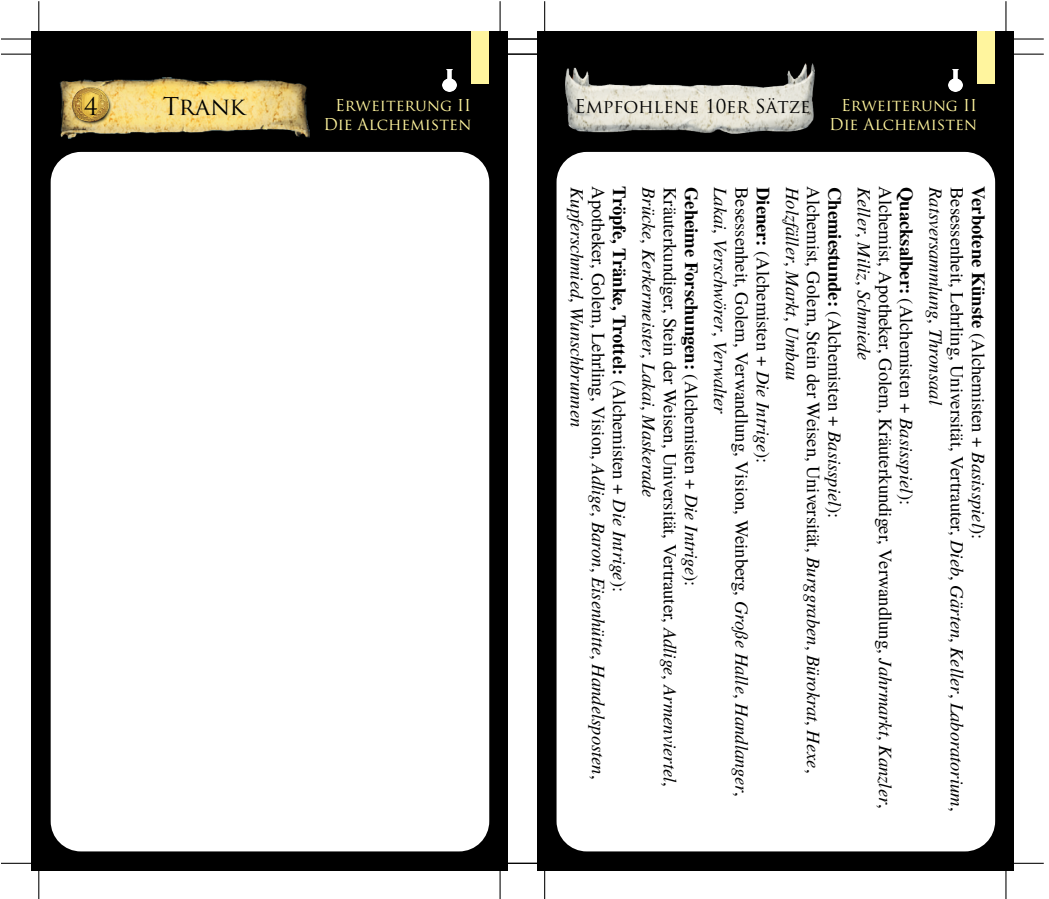 4
TRANK
ERWEITERUNG II
DIE ALCHEMISTEN
EMPFOHLENE 10ER SÄTZE
ERWEITERUNG II
DIE ALCHEMISTEN
Verbotene Künste (Alchemisten + Basisspiel):
Besessenheit, Lehrling, Universität, Vertrauter, Dieb, Gärten, Keller, Laboratorium,
Ratsversammlung, Thronsaal
Quacksalber: (Alchemisten + Basisspiel):
Alchemist, Apotheker, Golem, Kräuterkundiger, Verwandlung, Jahrmarkt, Kanzler,
Keller, Miliz, Schmiede
Chemiestunde: (Alchemisten + Basisspiel):
Alchemist, Golem, Stein der Weisen, Universität, Burggraben, Bürokrat, Hexe,
Holzfäller, Markt, Umbau
Diener: (Alchemisten + Die Intrige):
Besessenheit, Golem, Verwandlung, Vision, Weinberg, Große Halle, Handlanger,
Lakai, Verschwörer, Verwalter
Geheime Forschungen: (Alchemisten + Die Intrige):
Kräuterkundiger, Stein der Weisen, Universität, Vertrauter, Adlige, Armenviertel,
Brücke, Kerkermeister, Lakai, Maskerade
Tröpfe, Tränke, Trottel: (Alchemisten + Die Intrige):
Apotheker, Golem, Lehrling, Vision, Adlige, Baron, Eisenhütte, Handelsposten,
Kupferschmied, Wunschbrunnen